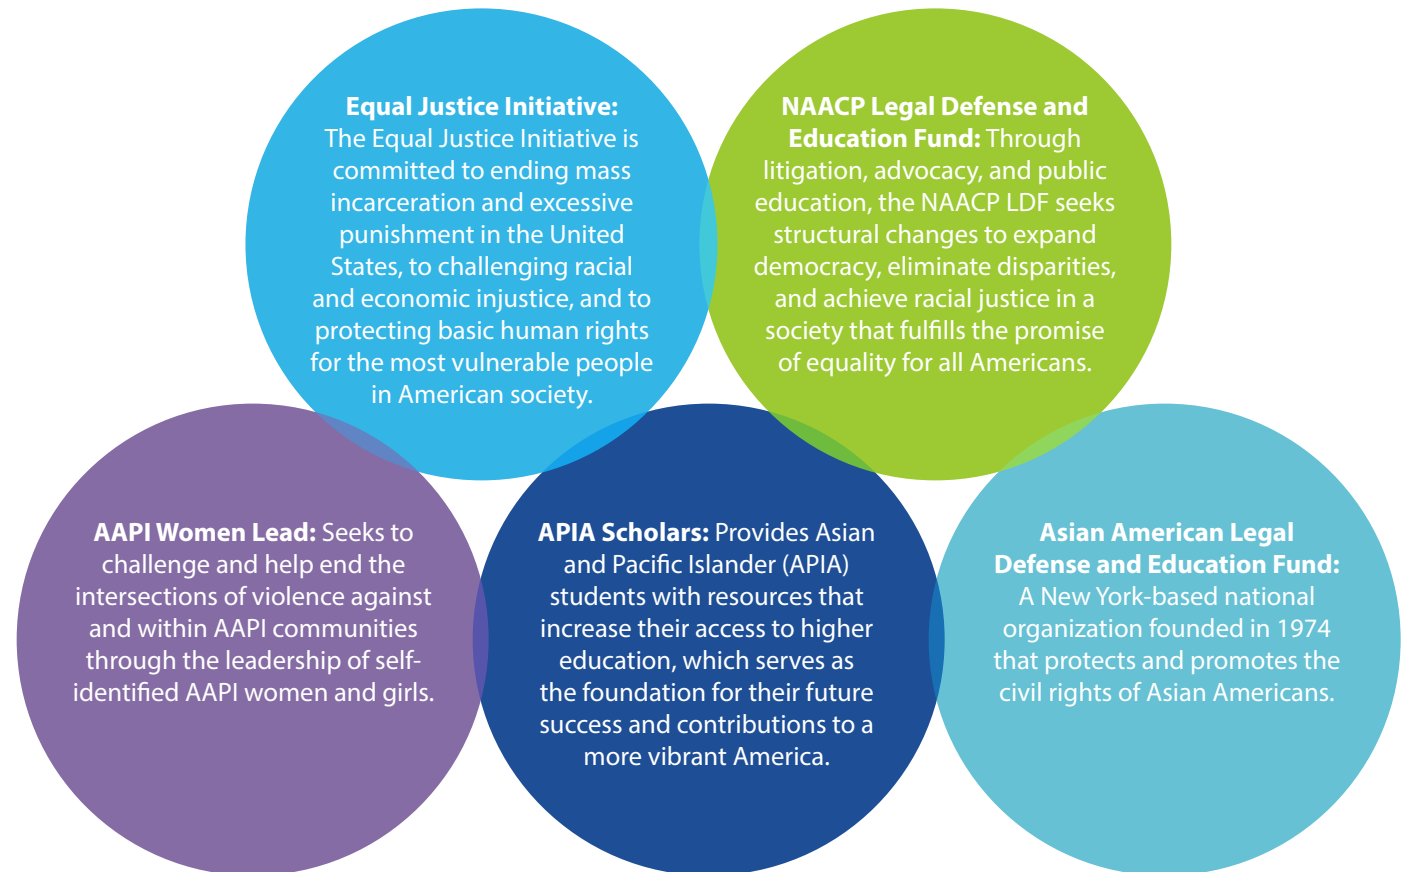 Equal Justice Initiative:
The Equal Justice Initiative is
committed to ending mass
incarceration and excessive
punishment in the United
States, to challenging racial
and economic injustice, and to
protecting basic human rights
for the most vulnerable people
in American society.
NAACP Legal Defense and
Education Fund: Through
litigation, advocacy, and public
education, the NAACP LDF seeks
structural changes to expand
democracy, eliminate disparities,
and achieve racial justice in a
society that fulfills the promise
of equality for all Americans.
AAPI Women Lead: Seeks to
challenge and help end the
intersections of violence against
and within AAPI communities
through the leadership of self-
identified AAPI women and girls.
APIA Scholars: Provides Asian
and Pacific Islander (APIA)
students with resources that
increase their access to higher
education, which serves as
the foundation for their future
success and contributions to a
more vibrant America.
Asian American Legal
Defense and Education Fund:
A New York-based national
organization founded in 1974
that protects and promotes the
civil rights of Asian Americans.